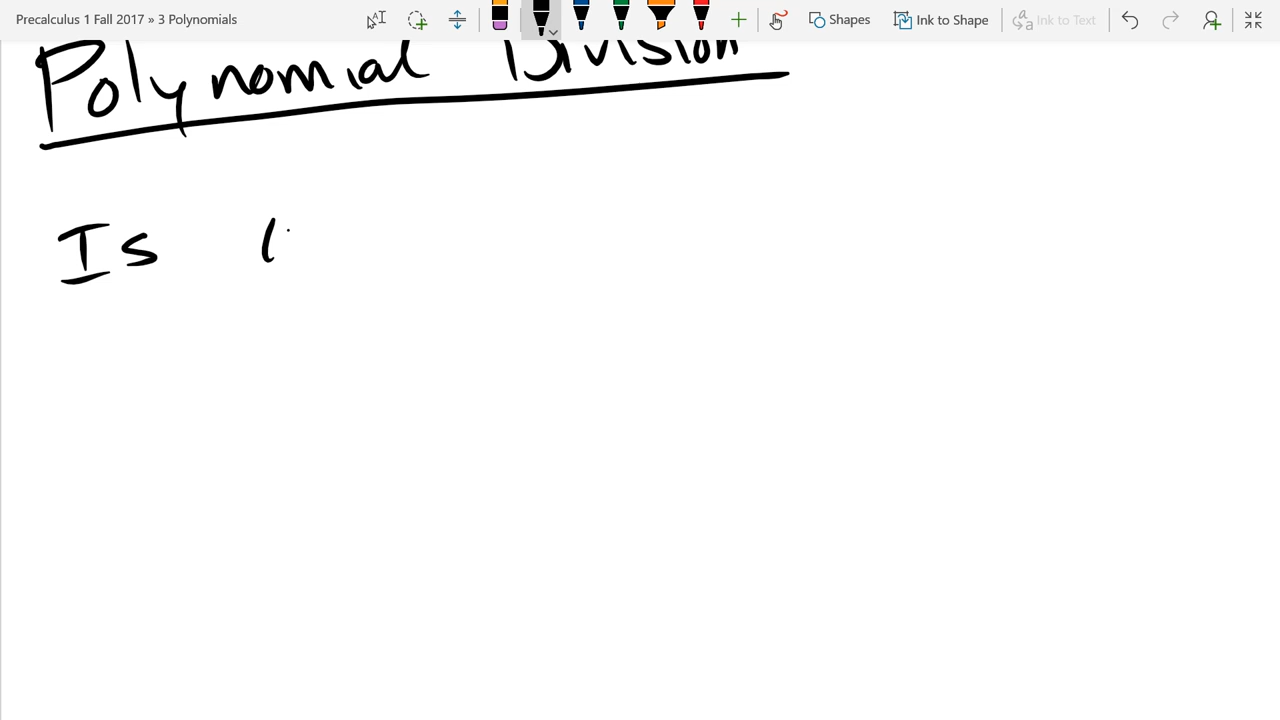 Precalculus 1 Fall 2017 » 3 Polynomials Shapes Ink to Shape Ink to Text
Polynomial Division
Is (